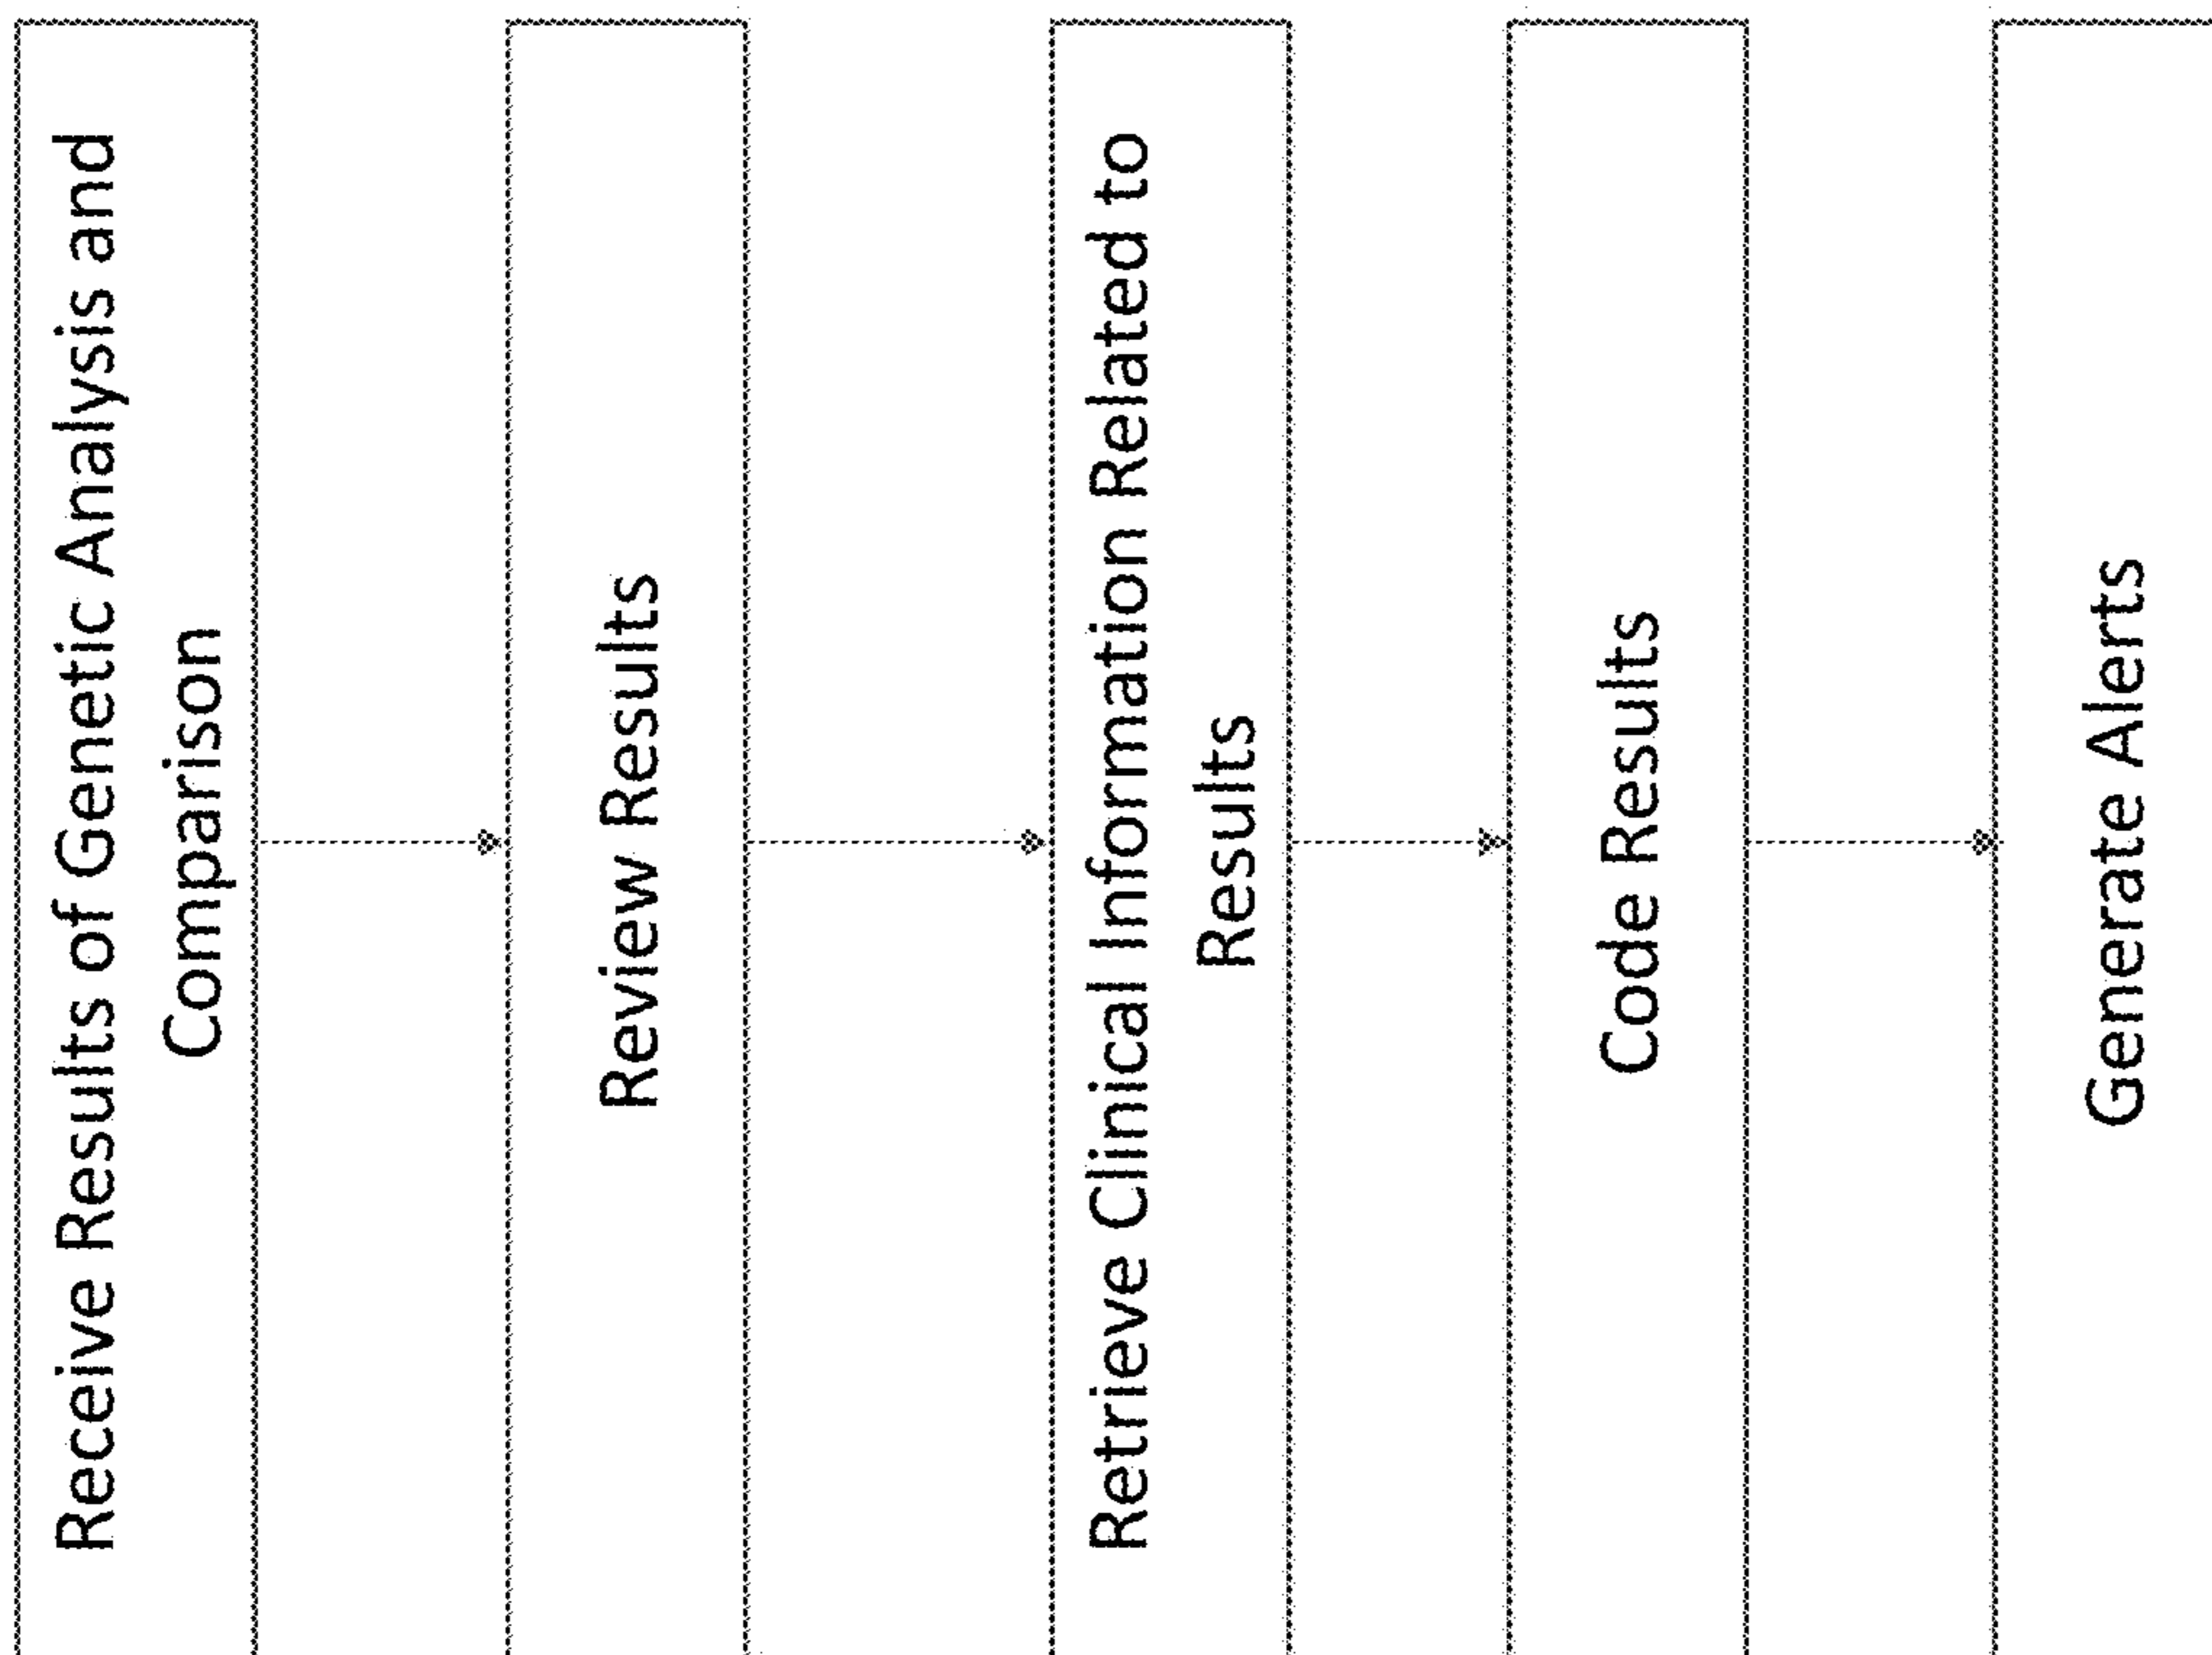 Receive Results of Genetic Analysis and
Comparison
Review Results
Retrieve Clinical Information Related to
Results
Code Results
Generate Alerts